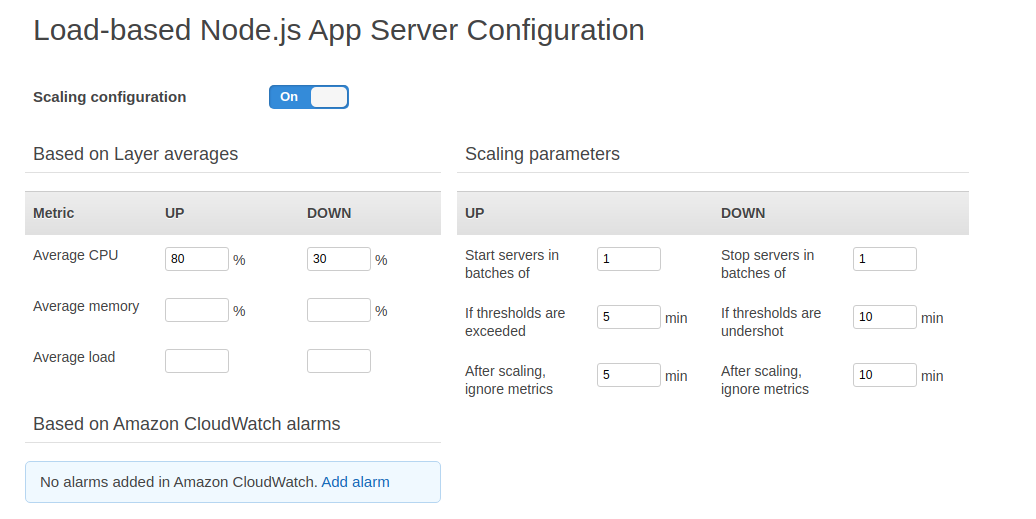 Load-based Node.js App Server Configuration
Scaling configuration On
Based on Layer averages
Metric UP DOWN
Average CPU 80 % 30 %
Average memory % %
Average load
Based on Amazon CloudWatch alarms
No alarms added in Amazon CloudWatch. Add alarm
Scaling parameters
UP DOWN
Start servers in
batches of 1
Stop servers in
batches of 1
If thresholds are
exceeded 5 min
If thresholds are
undershot 10 min
After scaling,
ignore metrics 5 min
After scaling,
ignore metrics 10 min